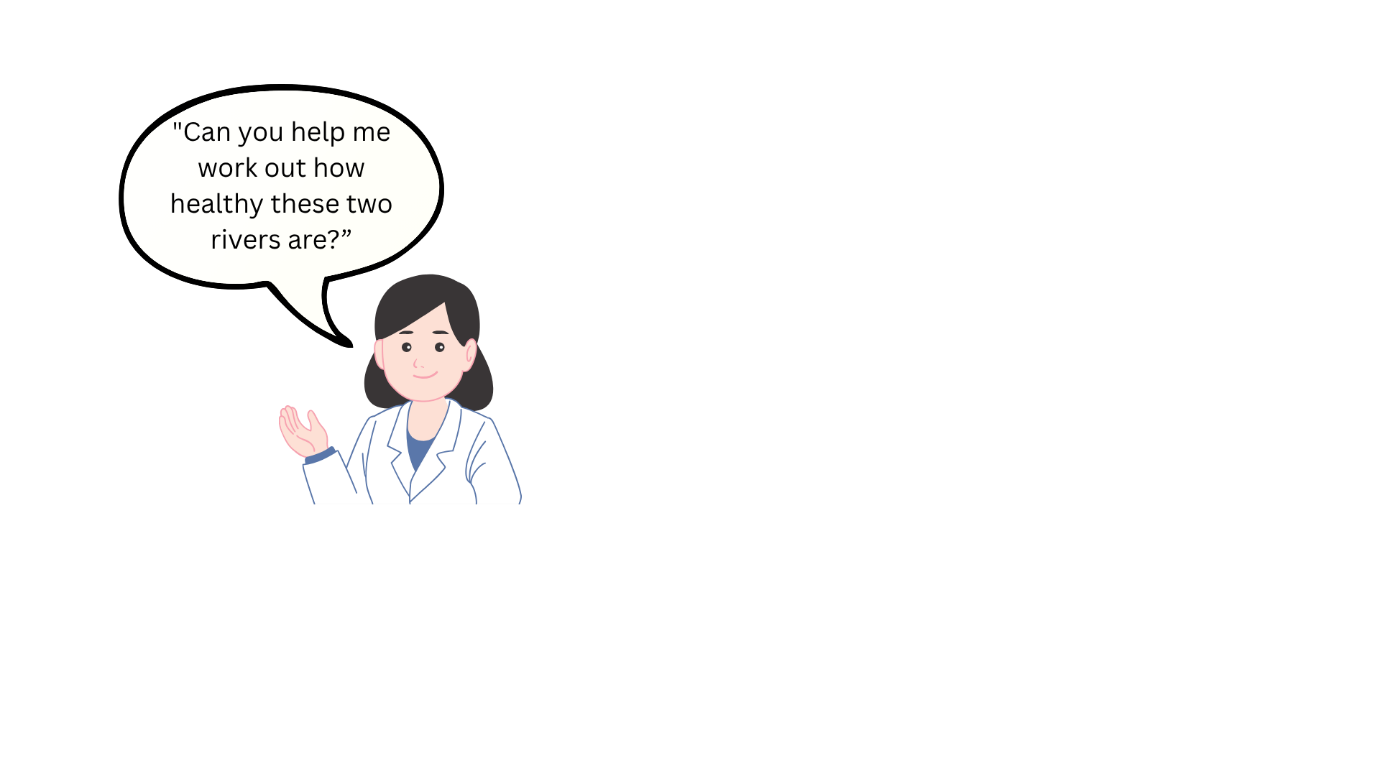 "Can you help me
work out how
healthy these two
rivers are?”